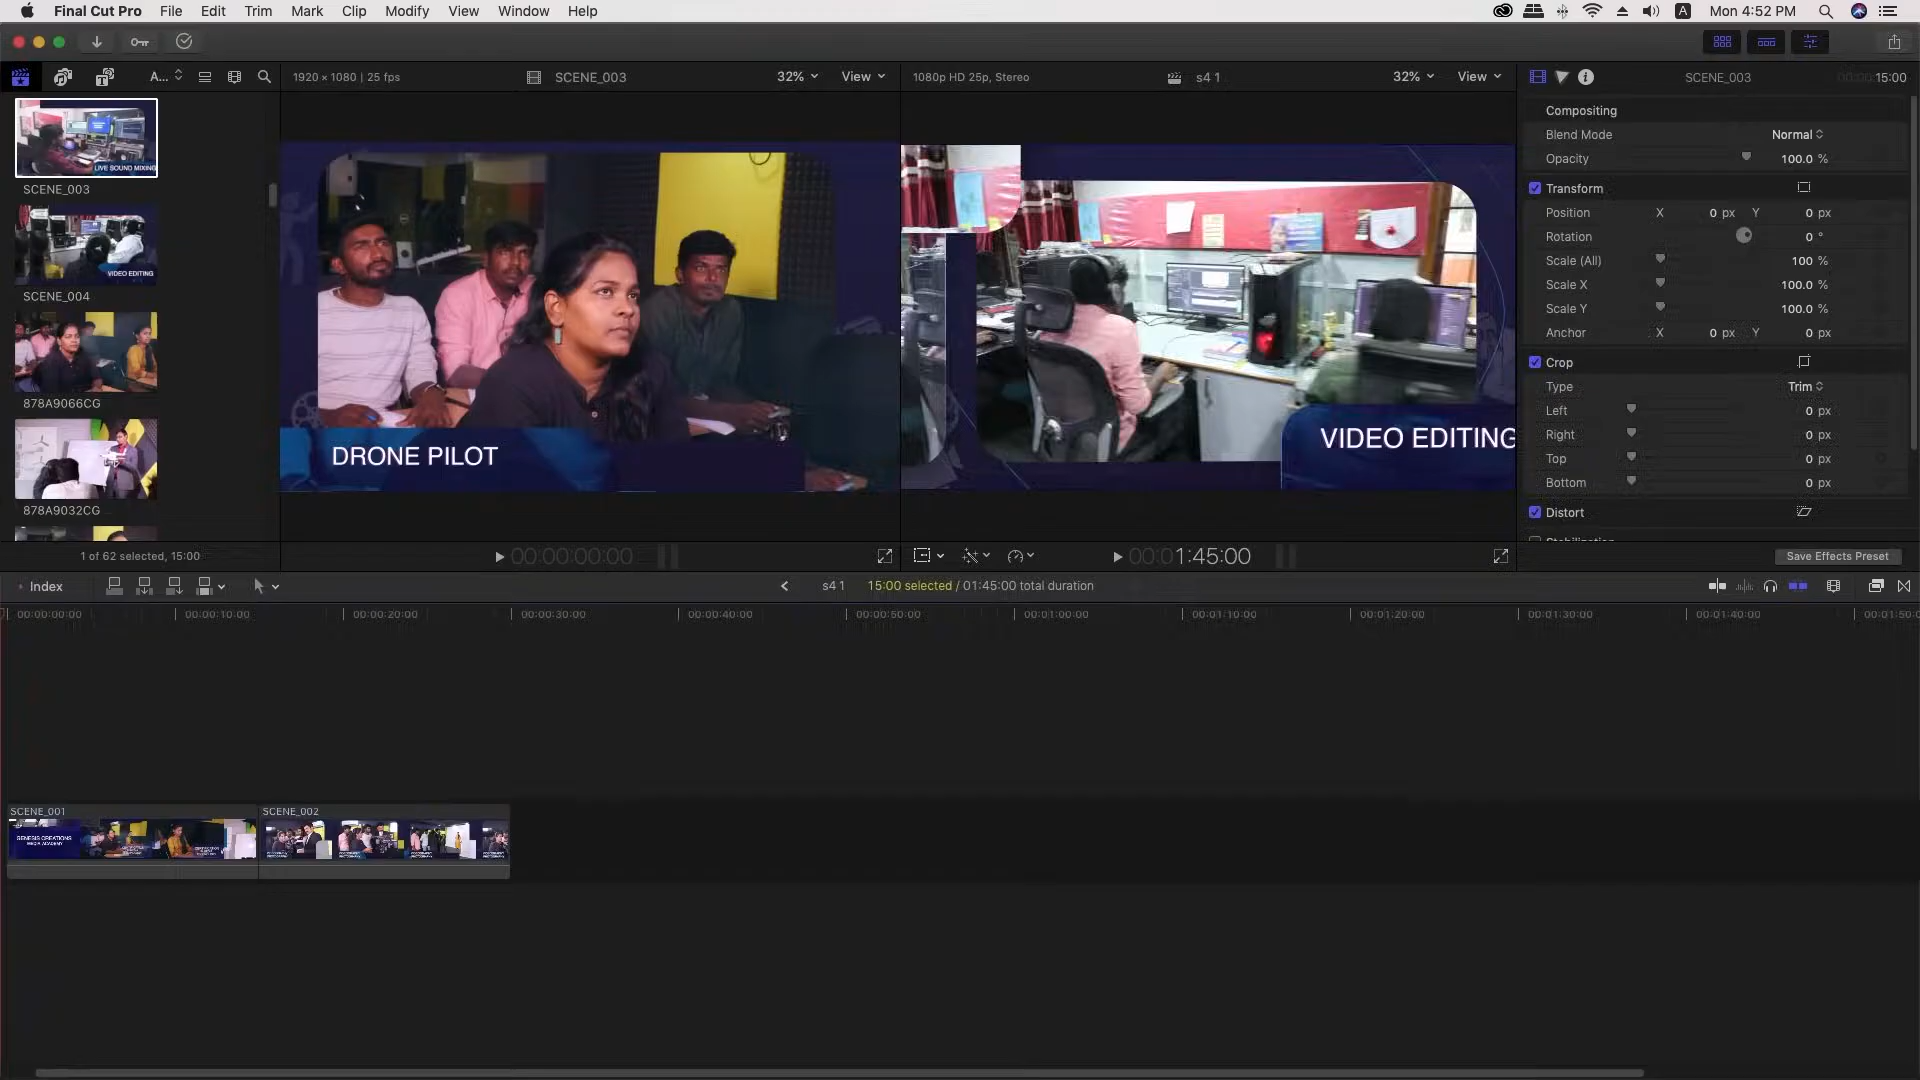 Final Cut Pro File Edit Trim Mark Clip Modify View Window Help
A Mon 4:52 PM
A... 1920 × 1080 | 25 fps SCENE_003 32% View
1080p HD 25p, Stereo s4 1 32% View
SCENE_003 15:00
LIVE SOUND MIXING
SCENE_003
VIDEO EDITING
SCENE_004
878A9066CG
878A9032CG
1 of 62 selected, 15:00
DRONE PILOT
00:00:00:00
VIDEO EDITING
00:01:45:00
Compositing
Blend Mode Normal
Opacity 100.0 %
Transform
Position X 0 px Y 0 px
Rotation 0 °
Scale (All) 100 %
Scale X 100.0 %
Scale Y 100.0 %
Anchor X 0 px Y 0 px
Crop
Type Trim
Left 0 px
Right 0 px
Top 0 px
Bottom 0 px
Distort
Save Effects Preset
Index
s4 1 15:00 selected / 01:45:00 total duration
00:00:00:00 00:00:10:00 00:00:20:00 00:00:30:00 00:00:40:00 00:00:50:00 00:01:00:00 00:01:10:00 00:01:20:00 00:01:30:00 00:01:40:00 00:01:50:0
SCENE_001 SCENE_002
GENESIS CREATIONS
MEDIA ACADEMY